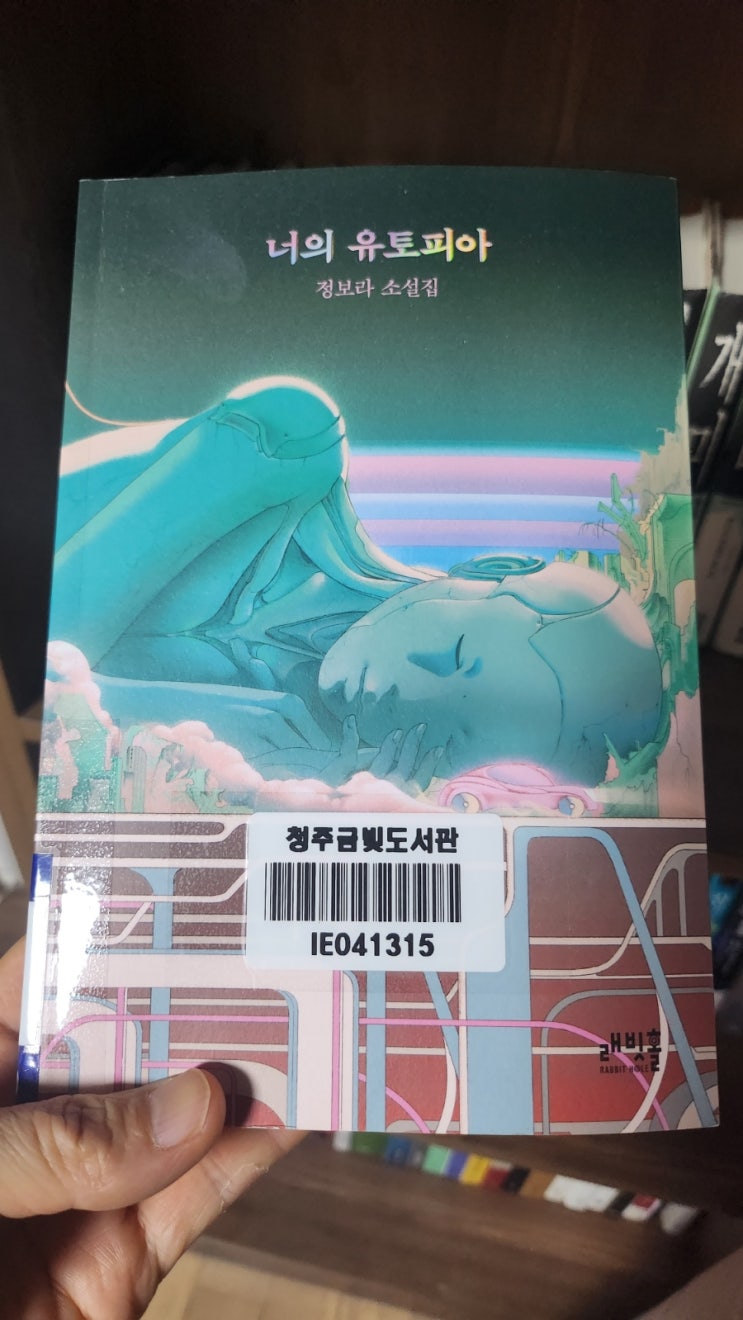 너의 유토피아
정보라 소설집
청주금빛도서관
IE041315
래빗홀
RABBIT HOLE
개